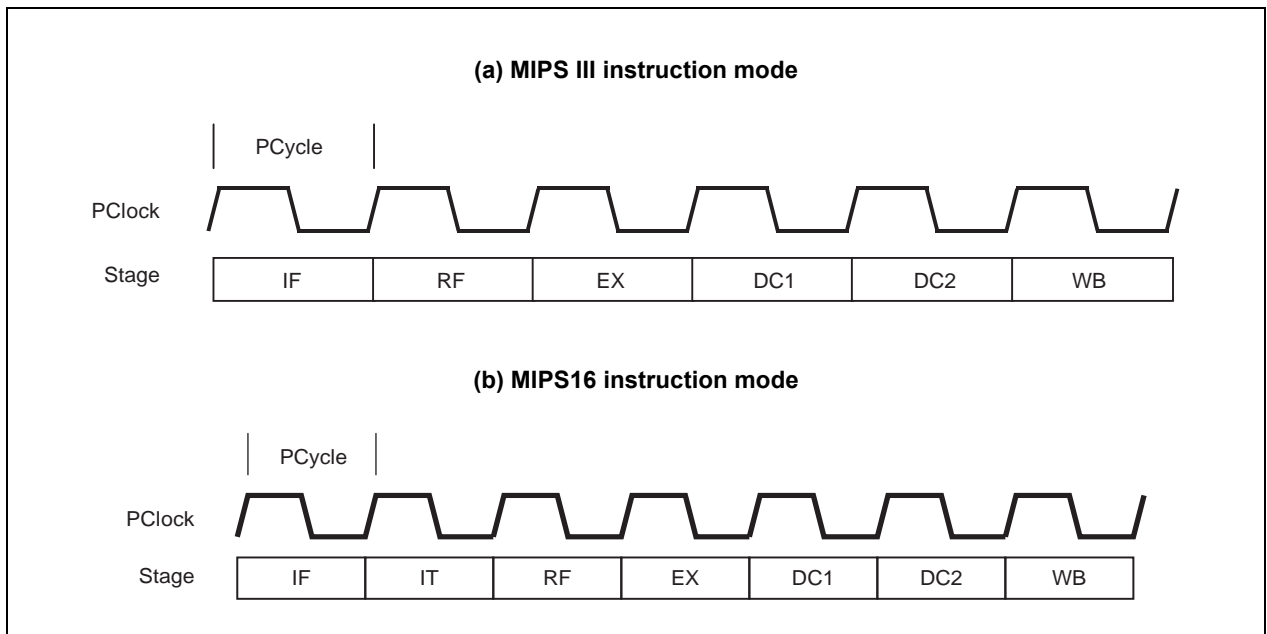 (a) MIPS III instruction mode
PCycle
PClock
Stage IF RF EX DC1 DC2 WB
(b) MIPS16 instruction mode
PCycle
PClock
Stage IF IT RF EX DC1 DC2 WB